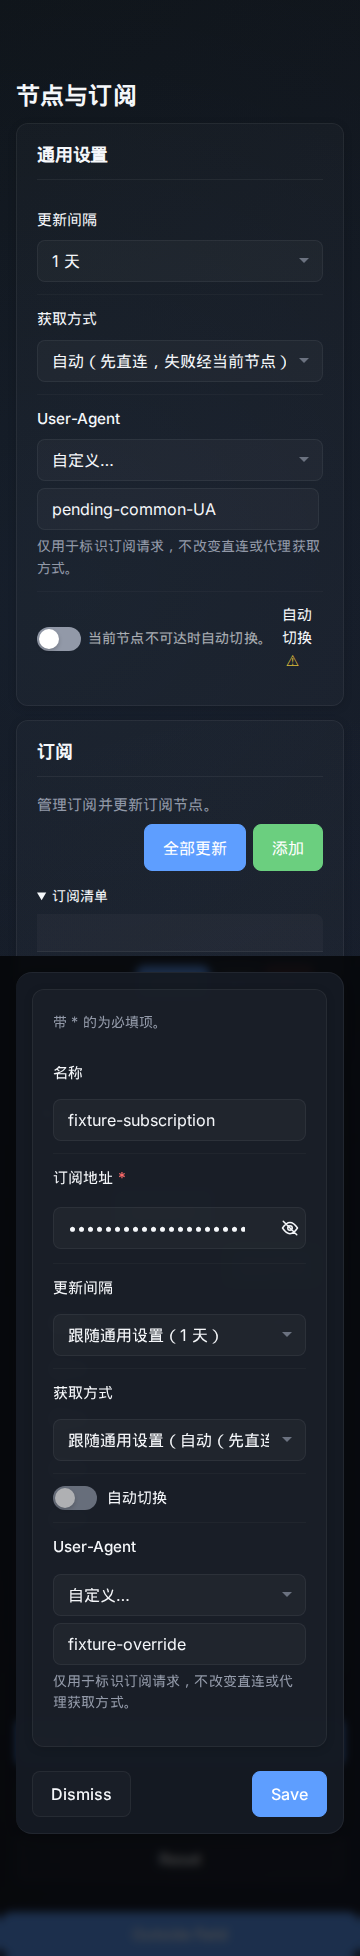 节点与订阅
通用设置
更新间隔
1 天
获取方式
自动（先直连，失败经当前节点）
User-Agent
自定义...
pending-common-UA
仅用于标识订阅请求，不改变直连或代理获取
方式。
当前节点不可达时自动切换。
自动
切换
⚠
订阅
管理订阅并更新订阅节点。
全部更新
添加
▼ 订阅清单
带 * 的为必填项。
名称
fixture-subscription
订阅地址 *
更新间隔
跟随通用设置（1 天）
获取方式
跟随通用设置（自动（先直连
自动切换
User-Agent
自定义...
fixture-override
仅用于标识订阅请求，不改变直连或代
理获取方式。
Dismiss
Save